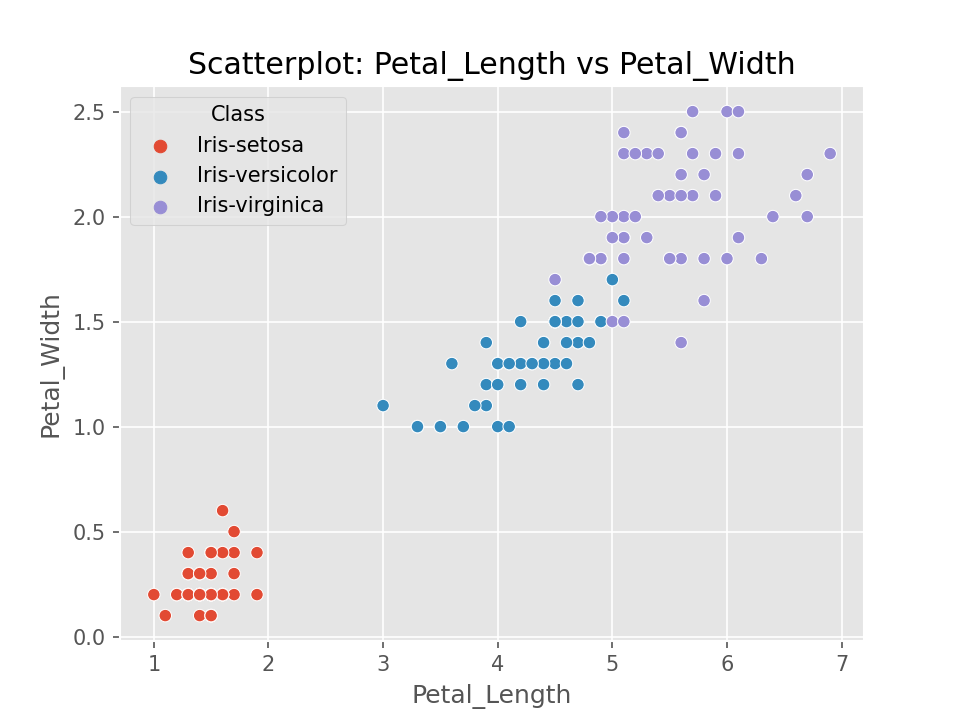 Scatterplot: Petal_Length vs Petal_Width
Class
Iris-setosa
Iris-versicolor
Iris-virginica
2.5
2.0
1.5
1.0
0.5
0.0
Petal_Width
1 2 3 4 5 6 7
Petal_Length